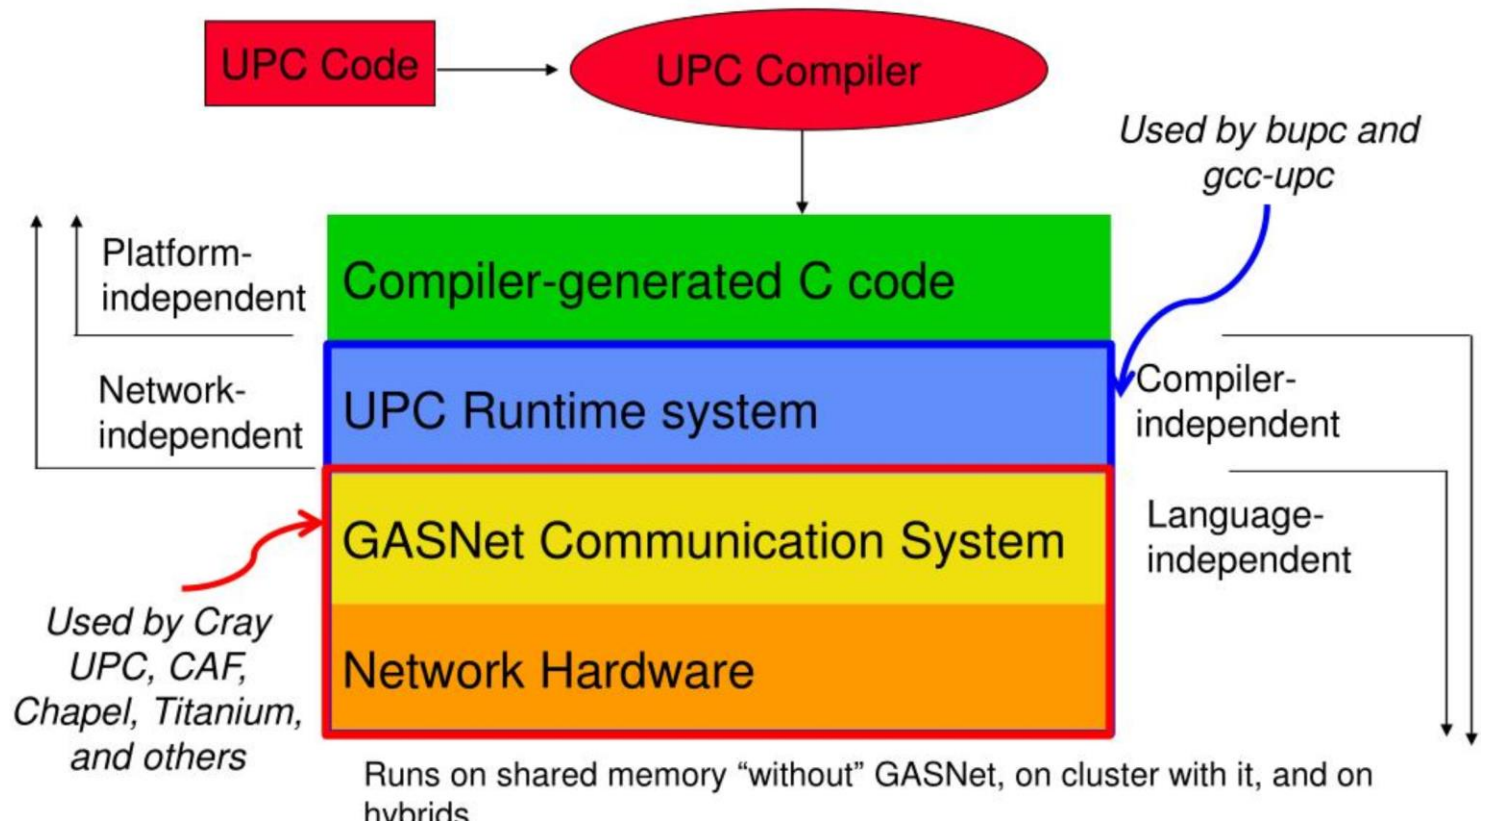 UPC Code
UPC Compiler
Used by bupc and
gcc-upc
Platform-
independent
Compiler-generated C code
Network-
independent
UPC Runtime system
Compiler-
independent
GASNet Communication System
Language-
independent
Used by Cray
UPC, CAF,
Chapel, Titanium,
and others
Network Hardware
Runs on shared memory “without” GASNet, on cluster with it, and on
hybrids